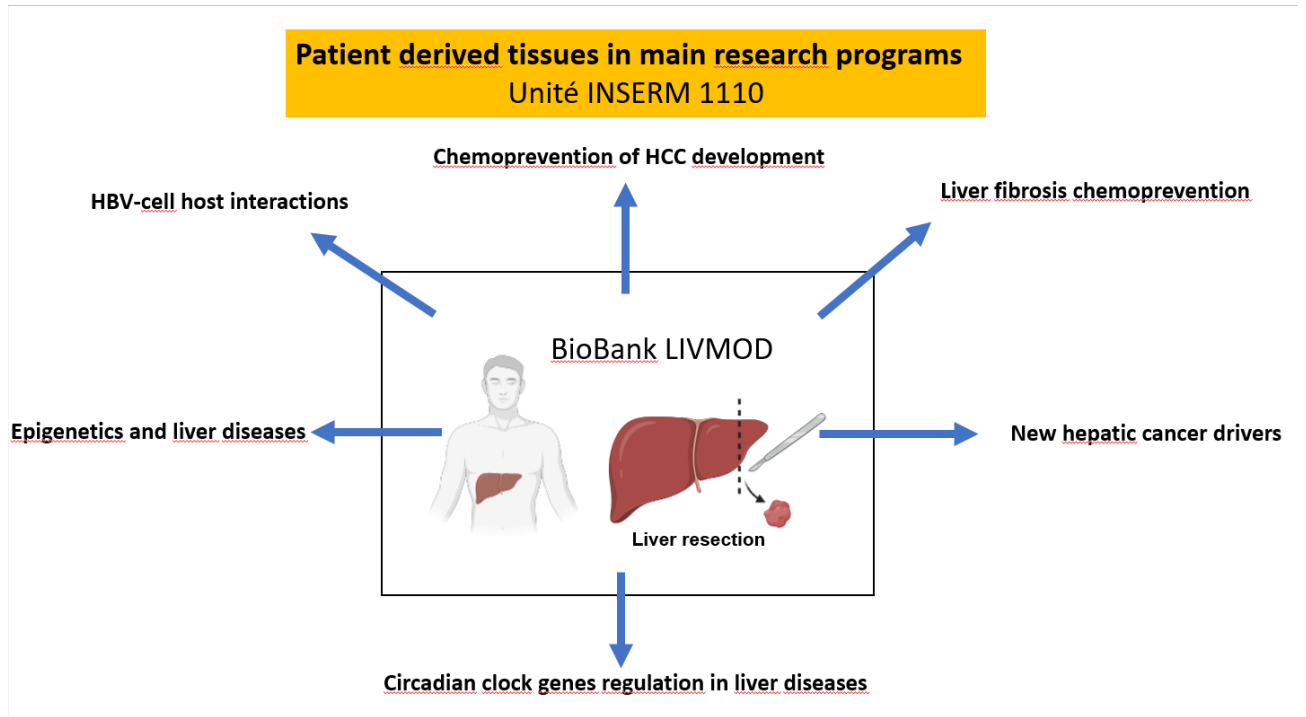 Patient derived tissues in main research programs
Unité INSERM 1110
Chemoprevention of HCC development
HBV-cell host interactions
Liver fibrosis chemoprevention
BioBank LIVMOD
Epigenetics and liver diseases
New hepatic cancer drivers
Liver resection
Circadian clock genes regulation in liver diseases